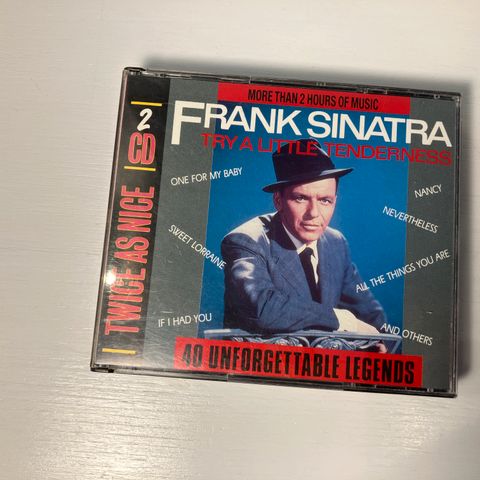 2 CD
TWICE AS NICE
MORE THAN 2 HOURS OF MUSIC
FRANK SINATRA
TRY A LITTLE TENDERNESS
ONE FOR MY BABY
NANCY
NEVERTHELESS
SWEET LORRAINE
ALL THE THINGS YOU ARE
IF I HAD YOU
AND OTHERS
40 UNFORGETTABLE LEGENDS